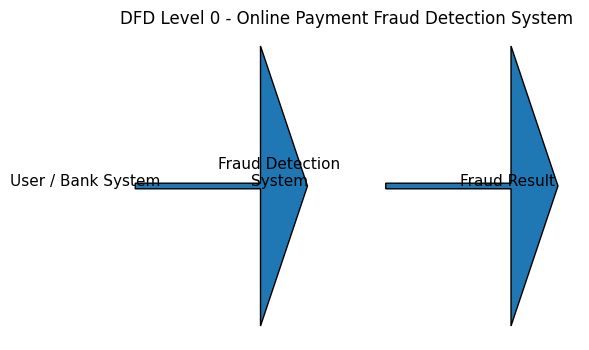 DFD Level 0 - Online Payment Fraud Detection System
User / Bank System
Fraud Detection
System
Fraud Result